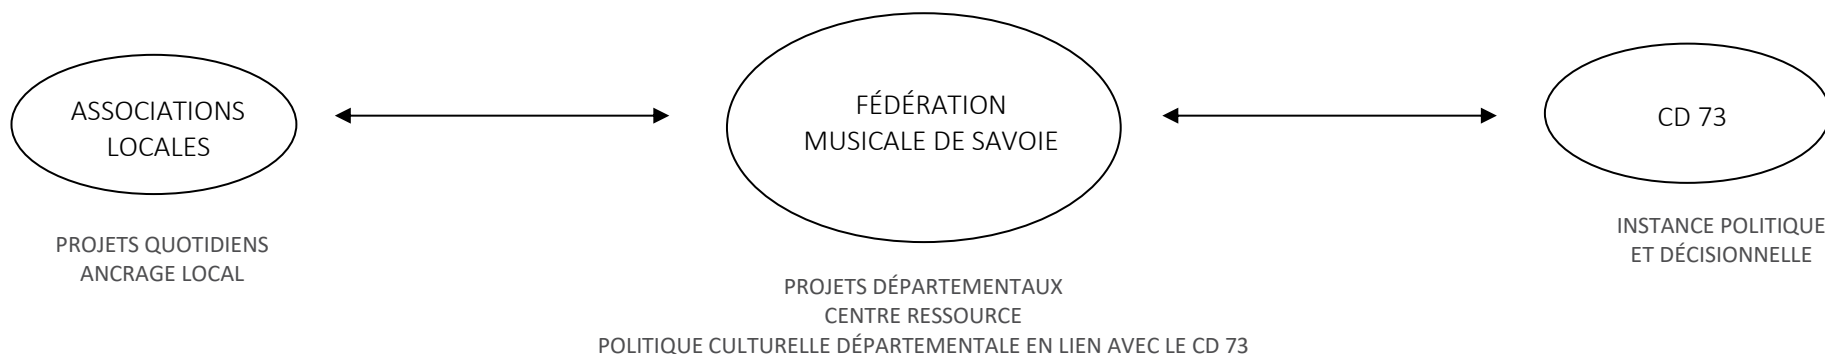 ASSOCIATIONS
LOCALES
PROJETS QUOTIDIENS
ANCRAGE LOCAL
FÉDÉRATION
MUSICALE DE SAVOIE
PROJETS DÉPARTEMENTAUX
CENTRE RESSOURCE
POLITIQUE CULTURELLE DÉPARTEMENTALE EN LIEN AVEC LE CD 73
CD 73
INSTANCE POLITIQUE
ET DÉCISIONNELLE